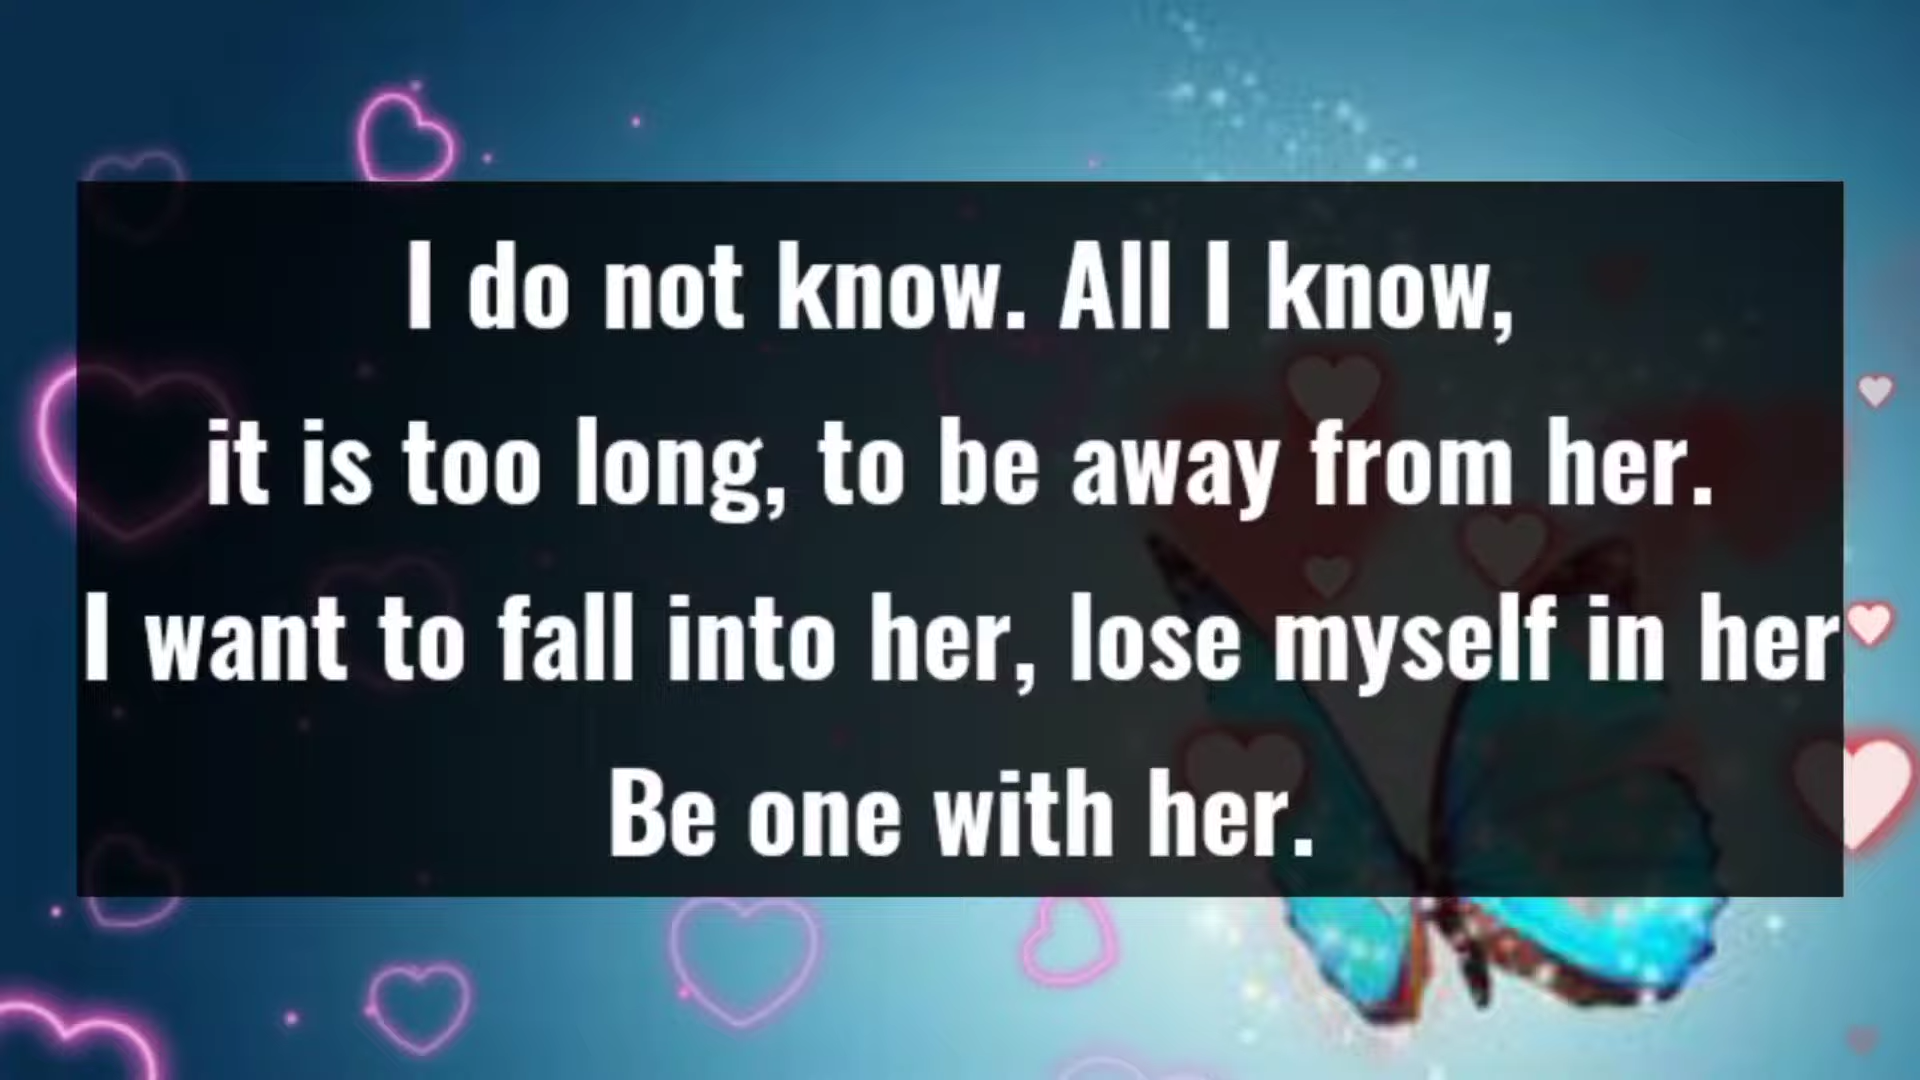 I do not know. All I know,
it is too long, to be away from her.
I want to fall into her, lose myself in her
Be one with her.